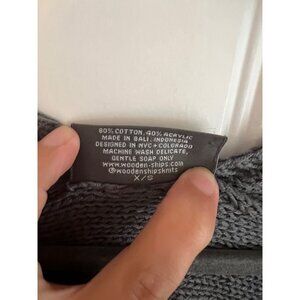 60% COTTON, 40% ACRYLIC
MADE IN BALI, INDONESIA
DESIGNED IN NYC + COLORADO
MACHINE WASH DELICATE,
GENTLE SOAP ONLY
www.wooden-ships.com
@woodenshipsknits
X/S